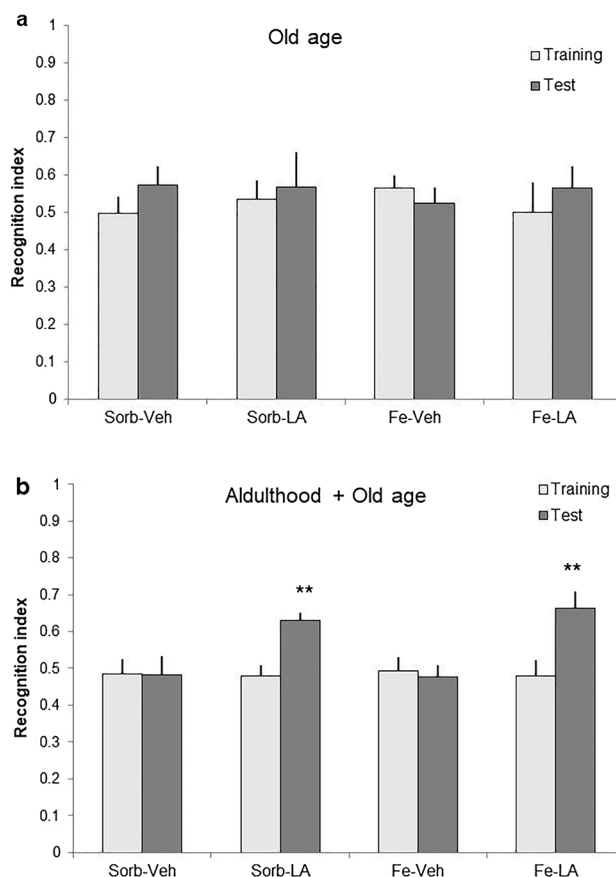 a
Old age
Training
Test
Recognition index
1
0.9
0.8
0.7
0.6
0.5
0.4
0.3
0.2
0.1
0
Sorb-Veh Sorb-LA Fe-Veh Fe-LA
b
Aldulthood + Old age
Training
Test
Recognition index
1
0.9
0.8
0.7
0.6
0.5
0.4
0.3
0.2
0.1
0
** **
Sorb-Veh Sorb-LA Fe-Veh Fe-LA